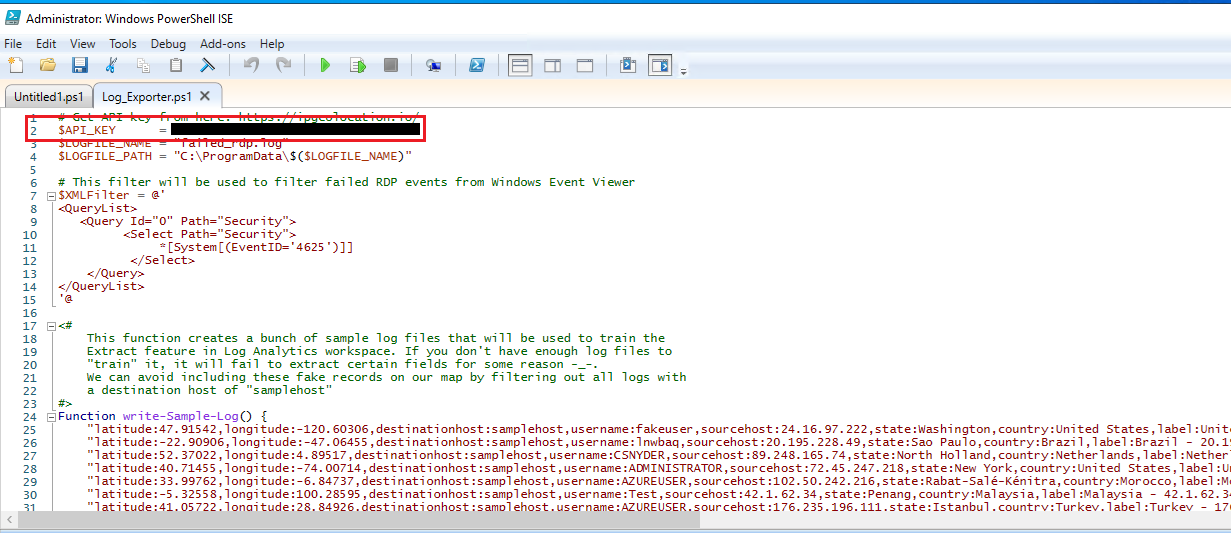 Administrator: Windows PowerShell ISE
File Edit View Tools Debug Add-ons Help
Untitled1.ps1 Log_Exporter.ps1 X
1 # Get API key from here: https://ipgeolocation.io/
2 $API_KEY =
3 $LOGFILE_NAME = "failed_rdp.log"
4 $LOGFILE_PATH = "C:\ProgramData\$($LOGFILE_NAME)"
5
6 # This filter will be used to filter failed RDP events from Windows Event Viewer
7 $XMLFilter = @'
8 <QueryList>
9 <Query Id="0" Path="Security">
10 <Select Path="Security">
11 *[System[(EventID='4625')]]
12 </Select>
13 </Query>
14 </QueryList>
15 '@
16
17 <#
18 This function creates a bunch of sample log files that will be used to train the
19 Extract feature in Log Analytics workspace. If you don't have enough log files to
20 "train" it, it will fail to extract certain fields for some reason -_-.
21 We can avoid including these fake records on our map by filtering out all logs with
22 a destination host of "samplehost"
23 #>
24 Function write-Sample-Log() {
25 "latitude:47.91542,longitude:-120.60306,destinationhost:samplehost,username:fakeuser,sourcehost:24.16.97.222,state:Washington,country:United States,label:Unite
26 "latitude:-22.90906,longitude:-47.06455,destinationhost:samplehost,username:lnwbaq,sourcehost:20.195.228.49,state:Sao Paulo,country:Brazil,label:Brazil - 20.19
27 "latitude:52.37022,longitude:4.89517,destinationhost:samplehost,username:CSNYDER,sourcehost:89.248.165.74,state:North Holland,country:Netherlands,label:Netherl
28 "latitude:40.71455,longitude:-74.00714,destinationhost:samplehost,username:ADMINISTRATOR,sourcehost:72.45.247.218,state:New York,country:United States,label:Un
29 "latitude:33.99762,longitude:-6.84737,destinationhost:samplehost,username:AZUREUSER,sourcehost:102.50.242.216,state:Rabat-Salé-Kénitra,country:Morocco,label:Mo
30 "latitude:-5.32558,longitude:100.28595,destinationhost:samplehost,username:Test,sourcehost:42.1.62.34,state:Penang,country:Malaysia,label:Malaysia - 42.1.62.34
31 "latitude:41.05722,longitude:28.84926,destinationhost:samplehost,username:AZUREUSER,sourcehost:176.235.196.111,state:Istanbul,country:Turkey,label:Turkey - 176